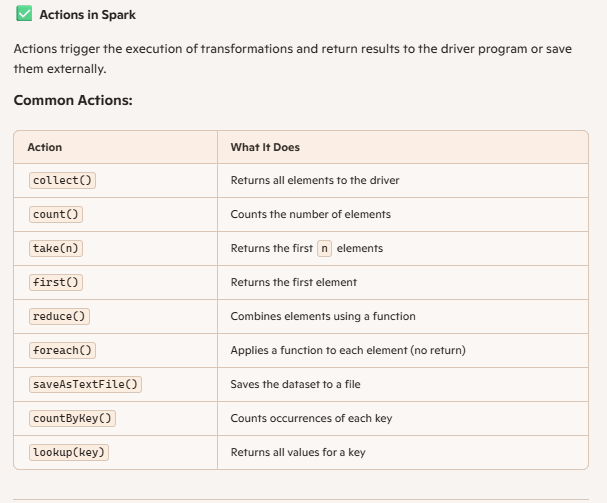 ✅ Actions in Spark
Actions trigger the execution of transformations and return results to the driver program or save
them externally.
Common Actions:
Action What It Does
collect() Returns all elements to the driver
count() Counts the number of elements
take(n) Returns the first n elements
first() Returns the first element
reduce() Combines elements using a function
foreach() Applies a function to each element (no return)
saveAsTextFile() Saves the dataset to a file
countByKey() Counts occurrences of each key
lookup(key) Returns all values for a key